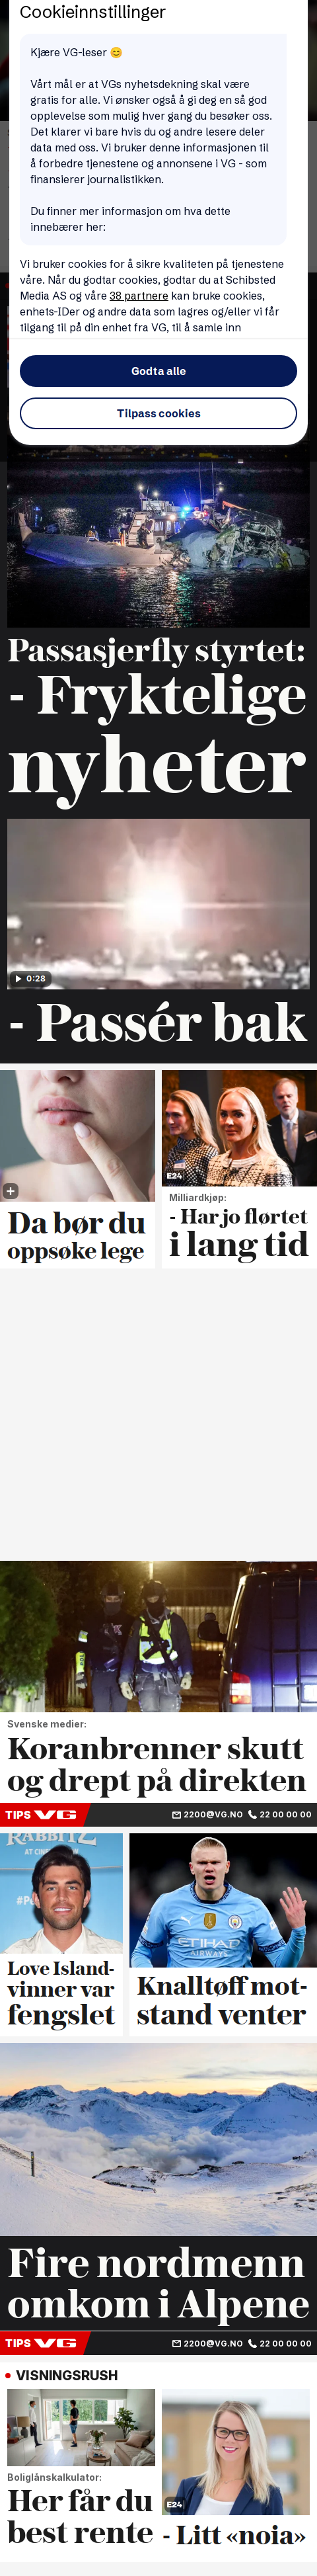 Cookieinnstillinger
Kjære VG-leser 😊
Vårt mål er at VGs nyhetsdekning skal være
gratis for alle. Vi ønsker også å gi deg en så god
opplevelse som mulig hver gang du besøker oss.
Det klarer vi bare hvis du og andre lesere deler
data med oss. Vi bruker denne informasjonen til
å forbedre tjenestene og annonsene i VG - som
finansierer journalistikken.
Du finner mer informasjon om hva dette
innebærer her:
Vi bruker cookies for å sikre kvaliteten på tjenestene
våre. Når du godtar cookies, godtar du at Schibsted
Media AS og våre 38 partnere kan bruke cookies,
enhets-IDer og andre data som lagres og/eller vi får
tilgang til på din enhet fra VG, til å samle inn
Godta alle
Tilpass cookies
Passasjerfly styrtet:
- Fryktelige
nyheter
0:28
- Passér bak
Da bør du
oppsøke lege
E24
Milliardkjøp:
- Har jo flørtet
i lang tid
Svenske medier:
Koranbrenner skutt
og drept på direkten
TIPS VG
2200@VG.NO 22 00 00 00
RABBIT
Love Island-
vinner var
fengslet
ETIHAD
AIRWAYS
Knalltøff mot-
stand venter
Fire nordmenn
omkom i Alpene
TIPS VG
2200@VG.NO 22 00 00 00
VISNINGSRUSH
Boliglånskalkulator:
Her får du
best rente
E24
- Litt «noia»